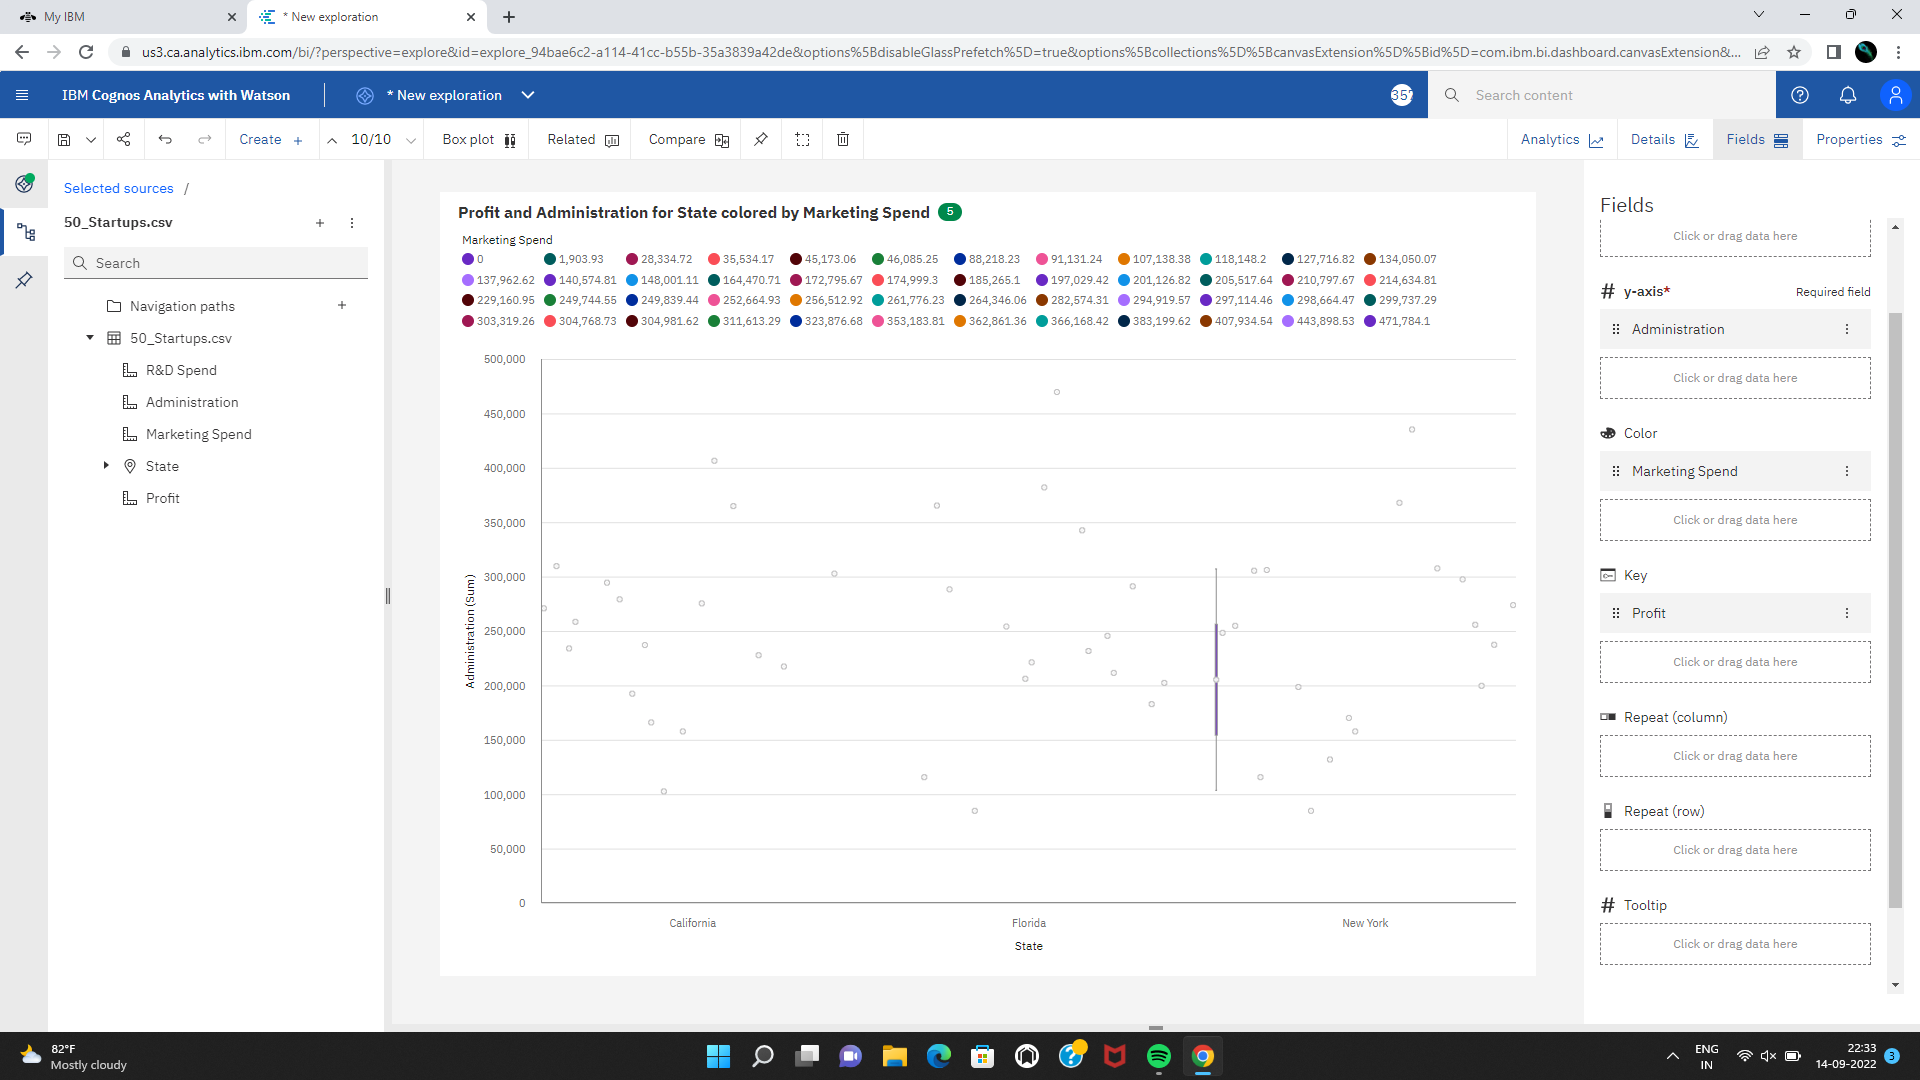 My IBM
* New exploration
us3.ca.analytics.ibm.com/bi/?perspective=explore&id=explore_94bae6c2-a114-41cc-b55b-35a3839a42de&options%5BdisableGlassPrefetch%5D=true&options%5Bcollections%5D%5BcanvasExtension%5D%5Bid%5D=com.ibm.bi.dashboard.canvasExtension&...
IBM Cognos Analytics with Watson
* New exploration
357
Search content
Create
10/10
Box plot
Related
Compare
Analytics
Details
Fields
Properties
Selected sources /
50_Startups.csv
Search
Navigation paths
50_Startups.csv
R&D Spend
Administration
Marketing Spend
State
Profit
Profit and Administration for State colored by Marketing Spend 5
Marketing Spend
0 1,903.93 28,334.72 35,534.17 45,173.06 46,085.25 88,218.23 91,131.24 107,138.38 118,148.2 127,716.82 134,050.07
137,962.62 140,574.81 148,001.11 164,470.71 172,795.67 174,999.3 185,265.1 197,029.42 201,126.82 205,517.64 210,797.67 214,634.81
229,160.95 249,744.55 249,839.44 252,664.93 256,512.92 261,776.23 264,346.06 282,574.31 294,919.57 297,114.46 298,664.47 299,737.29
303,319.26 304,768.73 304,981.62 311,613.29 323,876.68 353,183.81 362,861.36 366,168.42 383,199.62 407,934.54 443,898.53 471,784.1
Administration (Sum)
500,000
450,000
400,000
350,000
300,000
250,000
200,000
150,000
100,000
50,000
0
California
Florida
New York
State
Fields
Click or drag data here
y-axis*
Required field
Administration
Click or drag data here
Color
Marketing Spend
Click or drag data here
Key
Profit
Click or drag data here
Repeat (column)
Click or drag data here
Repeat (row)
Click or drag data here
Tooltip
Click or drag data here
82°F
Mostly cloudy
ENG
IN
22:33
14-09-2022
3